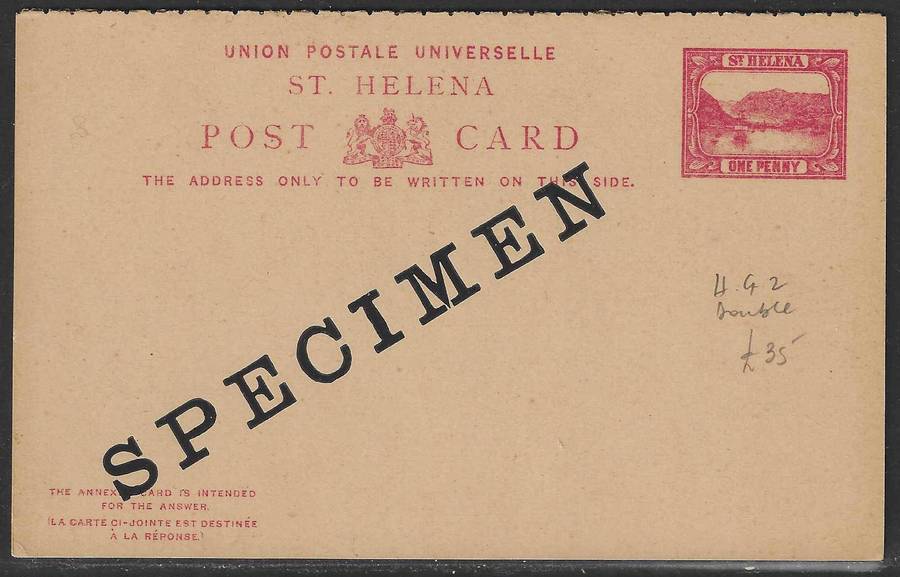 UNION POSTALE UNIVERSELLE
ST. HELENA
POST CARD
THE ADDRESS ONLY TO BE WRITTEN ON THIS SIDE.
ST HELENA
ONE PENNY
SPECIMEN
H. G 2
Double
£35
THE ANNEXED CARD IS INTENDED
FOR THE ANSWER.
(LA CARTE CI-JOINTE EST DESTINÉE
À LA RÉPONSE.)